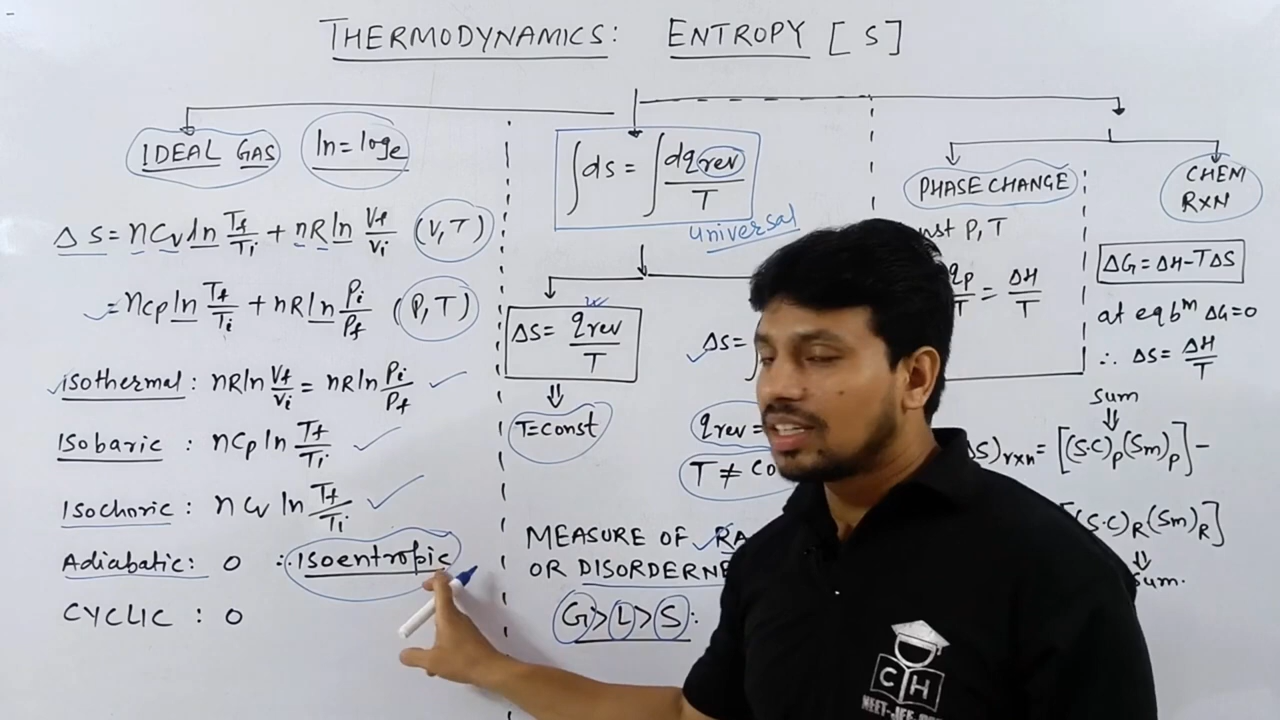 THERMODYNAMICS: ENTROPY [S]
IDEAL GAS
ln = loge
ΔS = nCv ln Tf/Ti + nR ln Vf/Vi (V,T)
= nCp ln Tf/Ti + nR ln Pi/Pf (P,T)
Isothermal: nR ln Vf/Vi = nR ln Pi/Pf
Isobaric : nCp ln Tf/Ti
Isochoric : nCv ln Tf/Ti
Adiabatic: 0 ∴ Isoentropic
CYCLIC : 0
∫ds = ∫dqrev/T
universal
ΔS = qrev/T
⇓
T=Const
ΔS=
qrev=
T ≠
MEASURE OF
OR
G>L>S:
PHASE CHANGE
P, T
= ΔH/T
CHEM
RXN
ΔG = ΔH-TΔS
at eqbm ΔG=0
∴ ΔS = ΔH/T
Sum
⇓
S)rxn = [(S.C)P(Sm)P] -
(S.C)R(Sm)R]
⇓
Sum.
CH